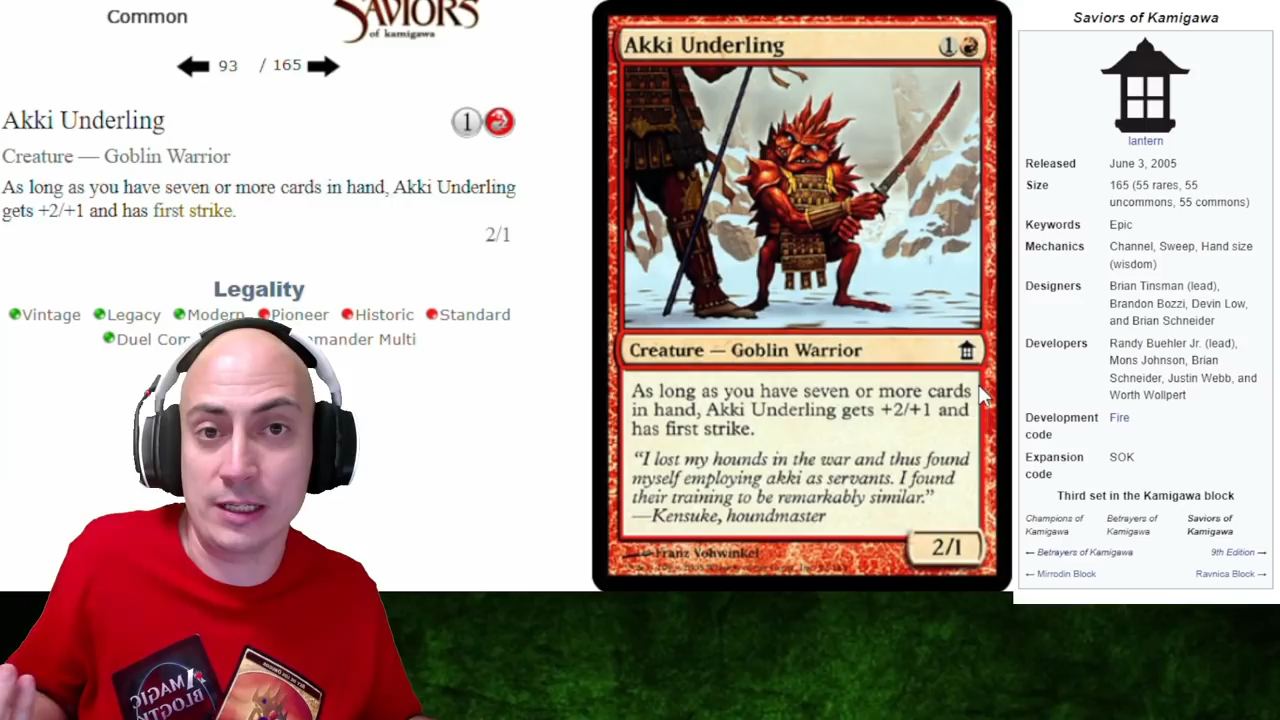 Common
SAVIORS
of kamigawa
93 / 165
Akki Underling
1
Creature — Goblin Warrior
As long as you have seven or more cards in hand, Akki Underling
gets +2/+1 and has first strike.
2/1
Legality
Vintage Legacy Modern Pioneer Historic Standard
Duel Com mander Multi
Akki Underling
1
Creature — Goblin Warrior
As long as you have seven or more cards
in hand, Akki Underling gets +2/+1 and
has first strike.
"I lost my hounds in the war and thus found
myself employing akki as servants. I found
their training to be remarkably similar."
—Kensuke, houndmaster
Franz Vohwinkel
2/1
Saviors of Kamigawa
lantern
Released June 3, 2005
Size 165 (55 rares, 55
uncommons, 55 commons)
Keywords Epic
Mechanics Channel, Sweep, Hand size
(wisdom)
Designers Brian Tinsman (lead),
Brandon Bozzi, Devin Low,
and Brian Schneider
Developers Randy Buehler Jr. (lead),
Mons Johnson, Brian
Schneider, Justin Webb, and
Worth Wollpert
Development Fire
code
Expansion SOK
code
Third set in the Kamigawa block
Champions of Betrayers of Saviors of
Kamigawa Kamigawa Kamigawa
← Betrayers of Kamigawa 9th Edition →
← Mirrodin Block Ravnica Block →
MAGIC